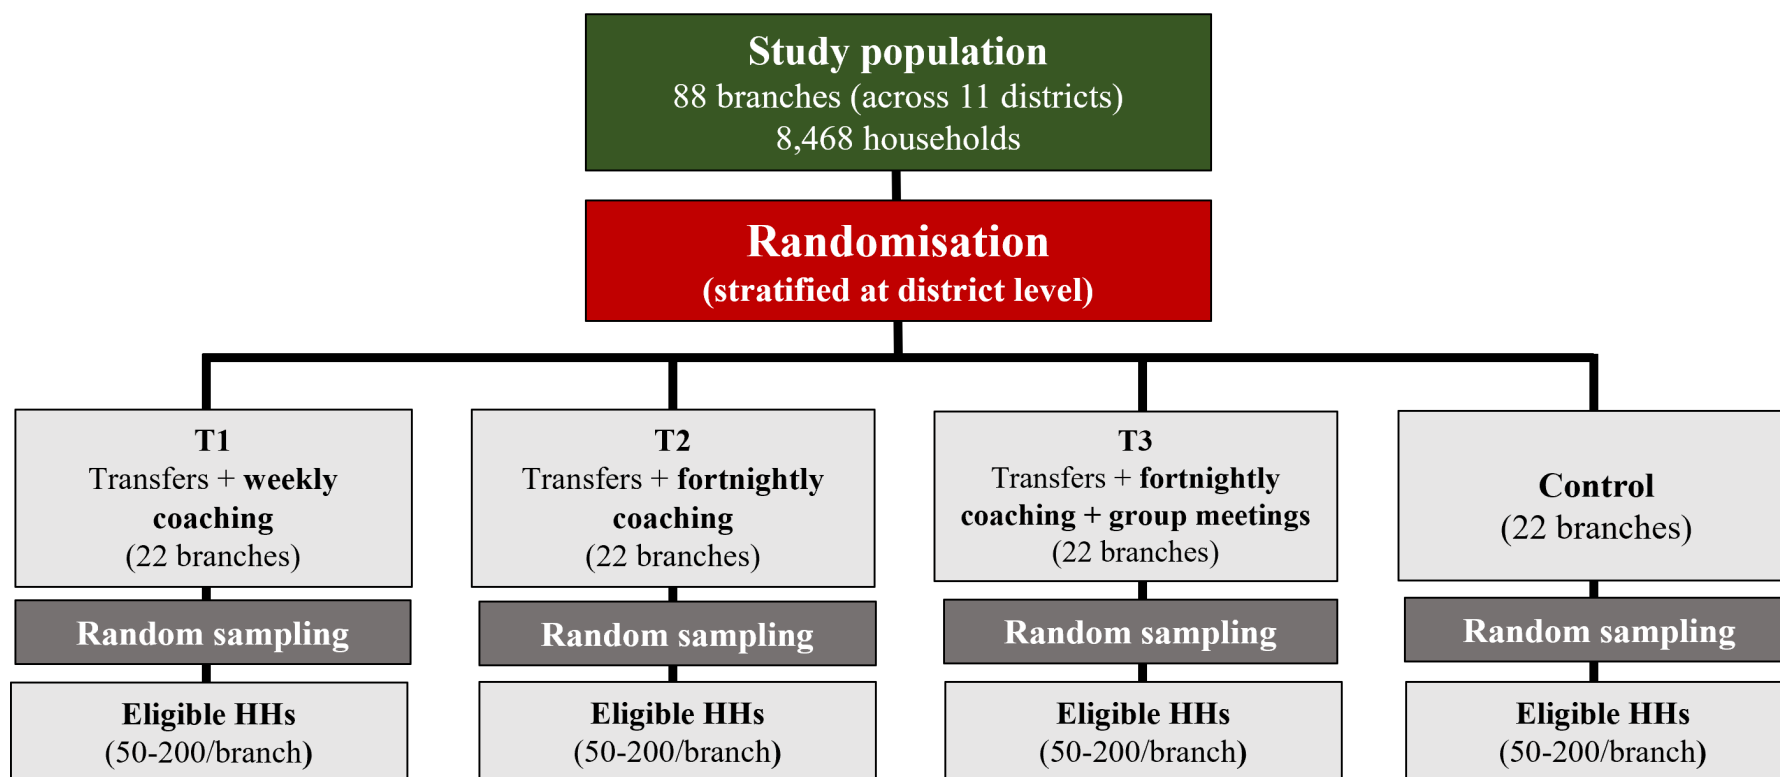 Study population
88 branches (across 11 districts)
8,468 households
Randomisation
(stratified at district level)
T1
Transfers + weekly
coaching
(22 branches)
Random sampling
Eligible HHs
(50-200/branch)
T2
Transfers + fortnightly
coaching
(22 branches)
Random sampling
Eligible HHs
(50-200/branch)
T3
Transfers + fortnightly
coaching + group meetings
(22 branches)
Random sampling
Eligible HHs
(50-200/branch)
Control
(22 branches)
Random sampling
Eligible HHs
(50-200/branch)